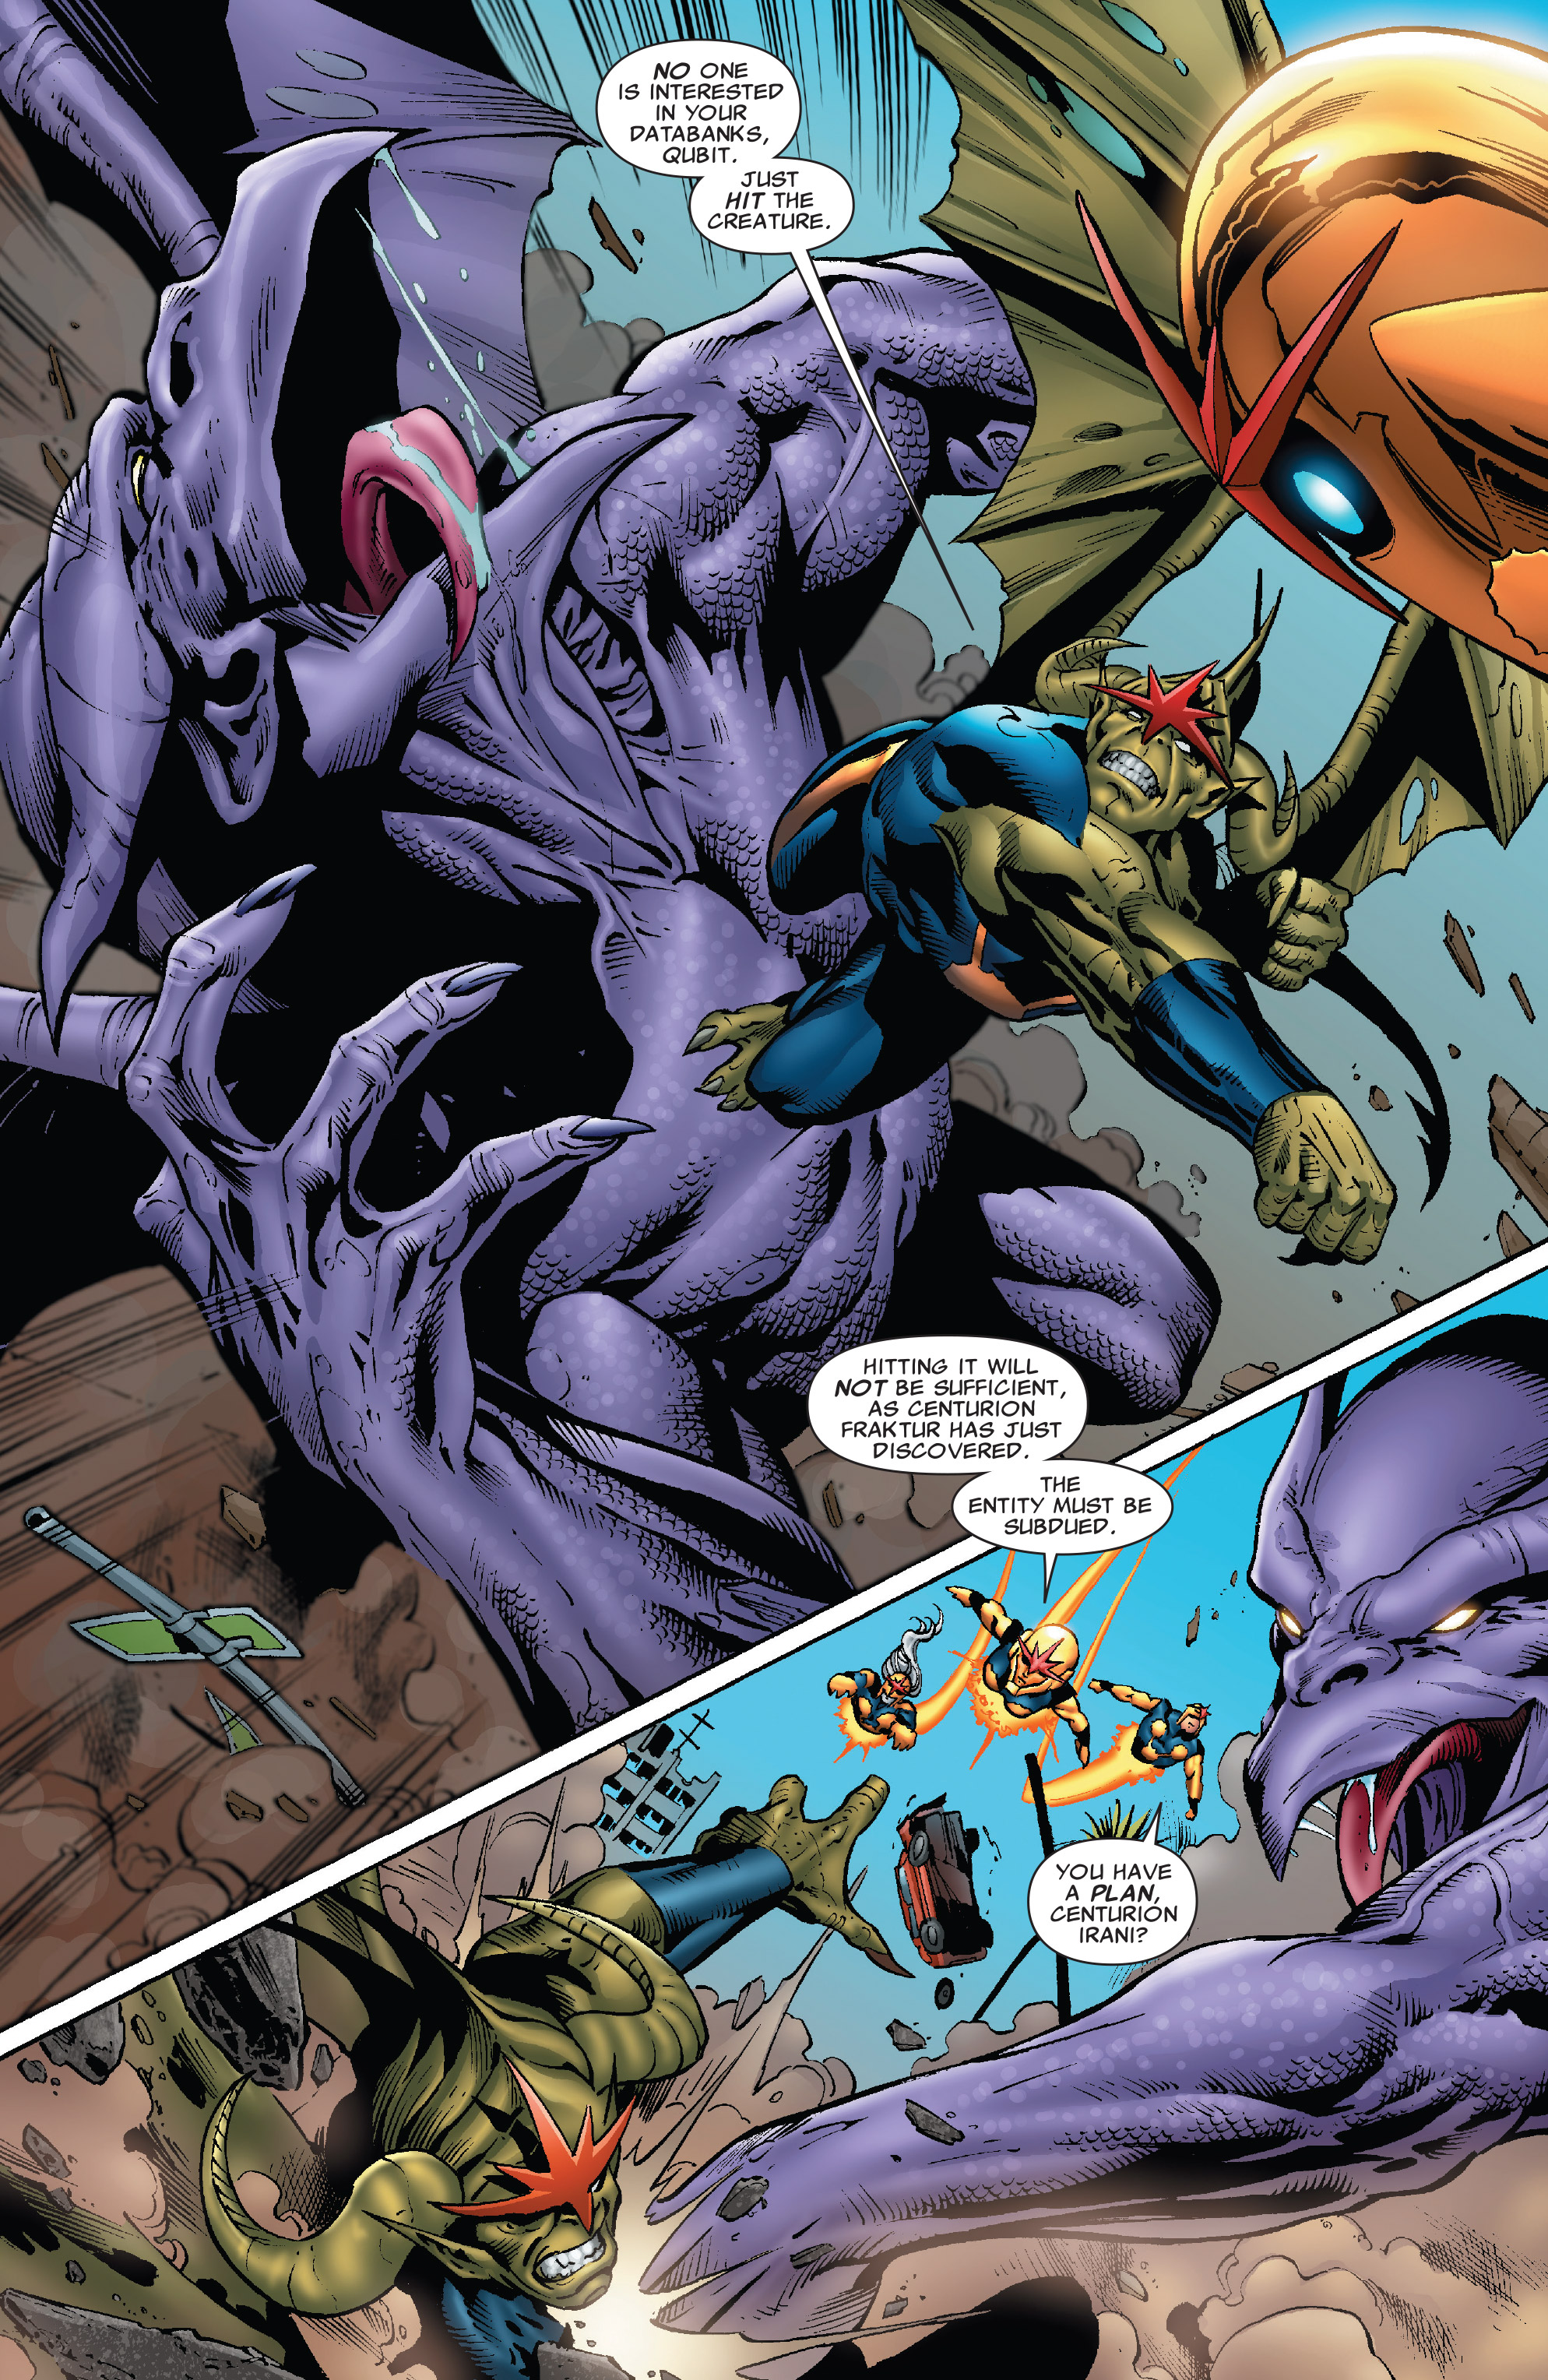 NO ONE
IS INTERESTED
IN YOUR
DATABANKS,
QUBIT.
JUST
HIT THE
CREATURE.
HITTING IT WILL
NOT BE SUFFICIENT,
AS CENTURION
FRAKTUR HAS JUST
DISCOVERED.
THE
ENTITY MUST BE
SUBDUED.
YOU HAVE
A PLAN,
CENTURION
IRANI?